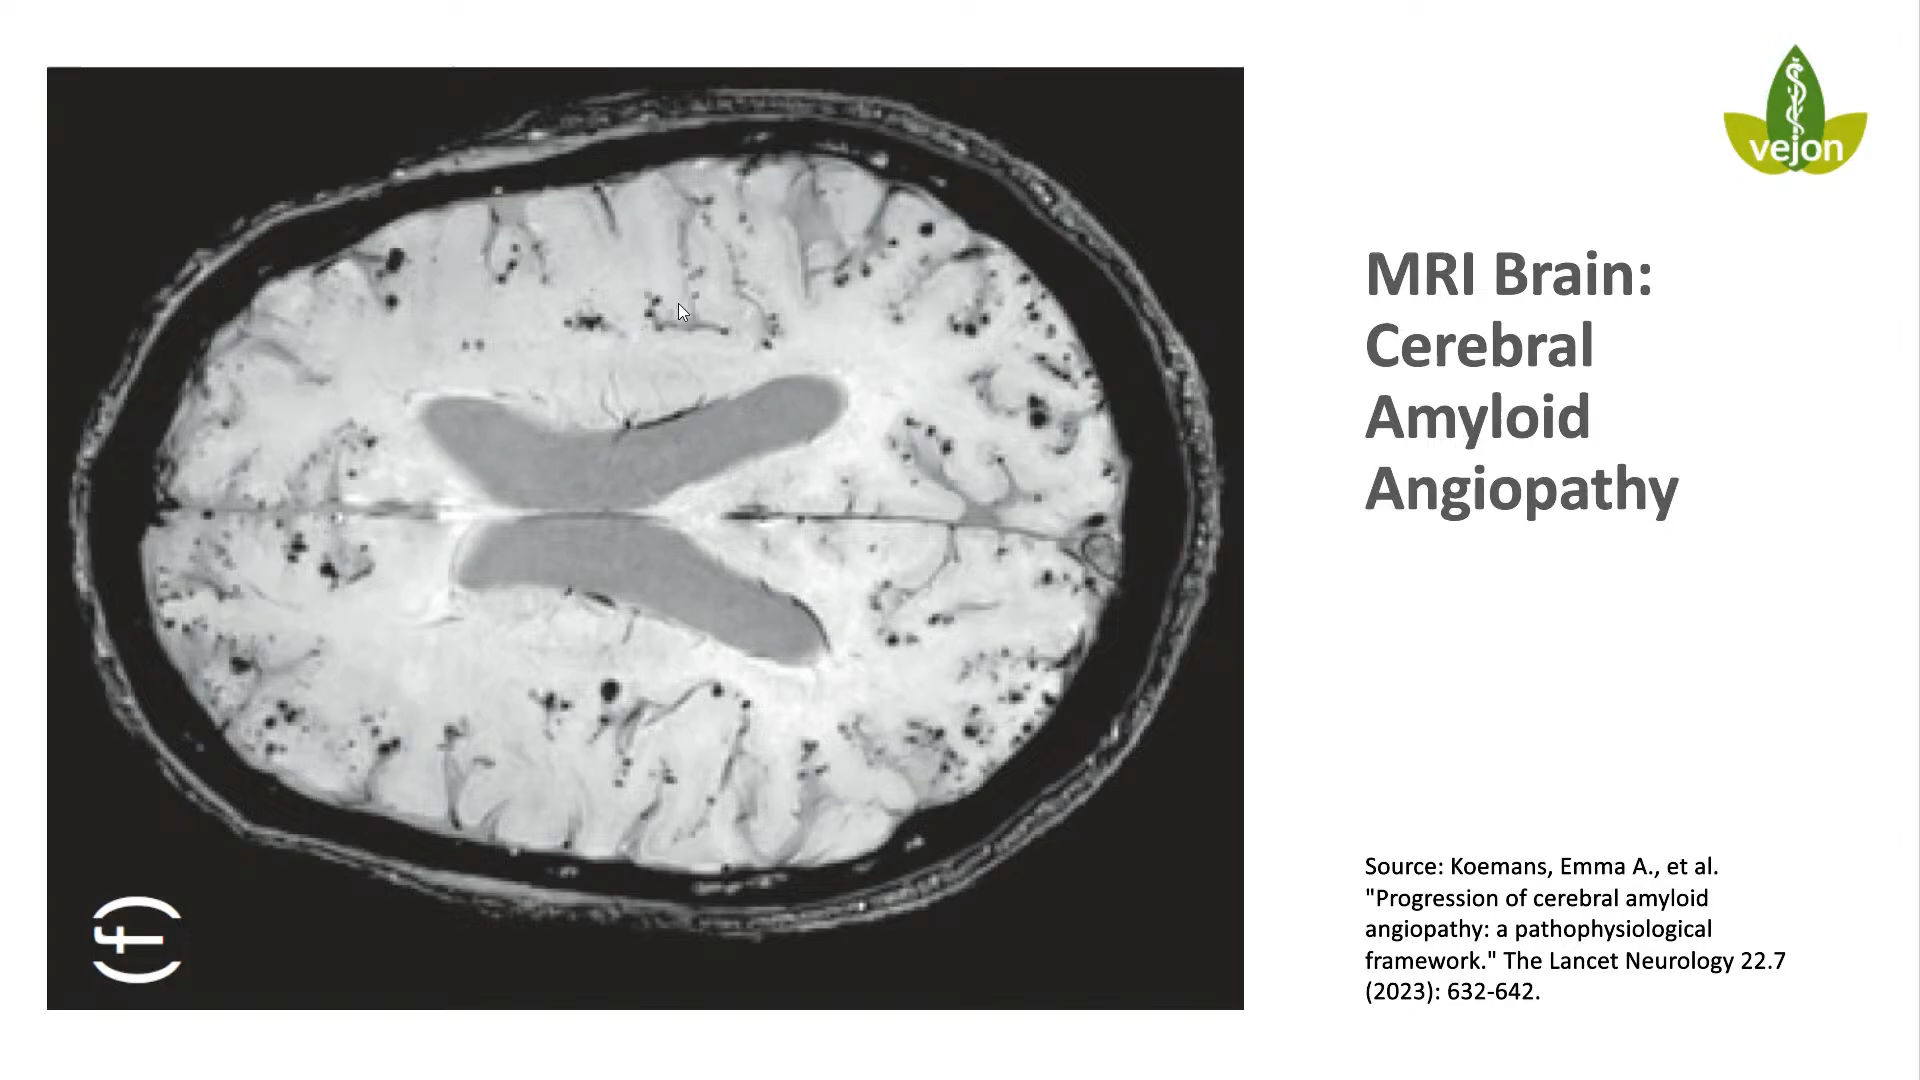 vejon
MRI Brain:
Cerebral
Amyloid
Angiopathy
Source: Koemans, Emma A., et al.
"Progression of cerebral amyloid
angiopathy: a pathophysiological
framework." The Lancet Neurology 22.7
(2023): 632-642.
(f)